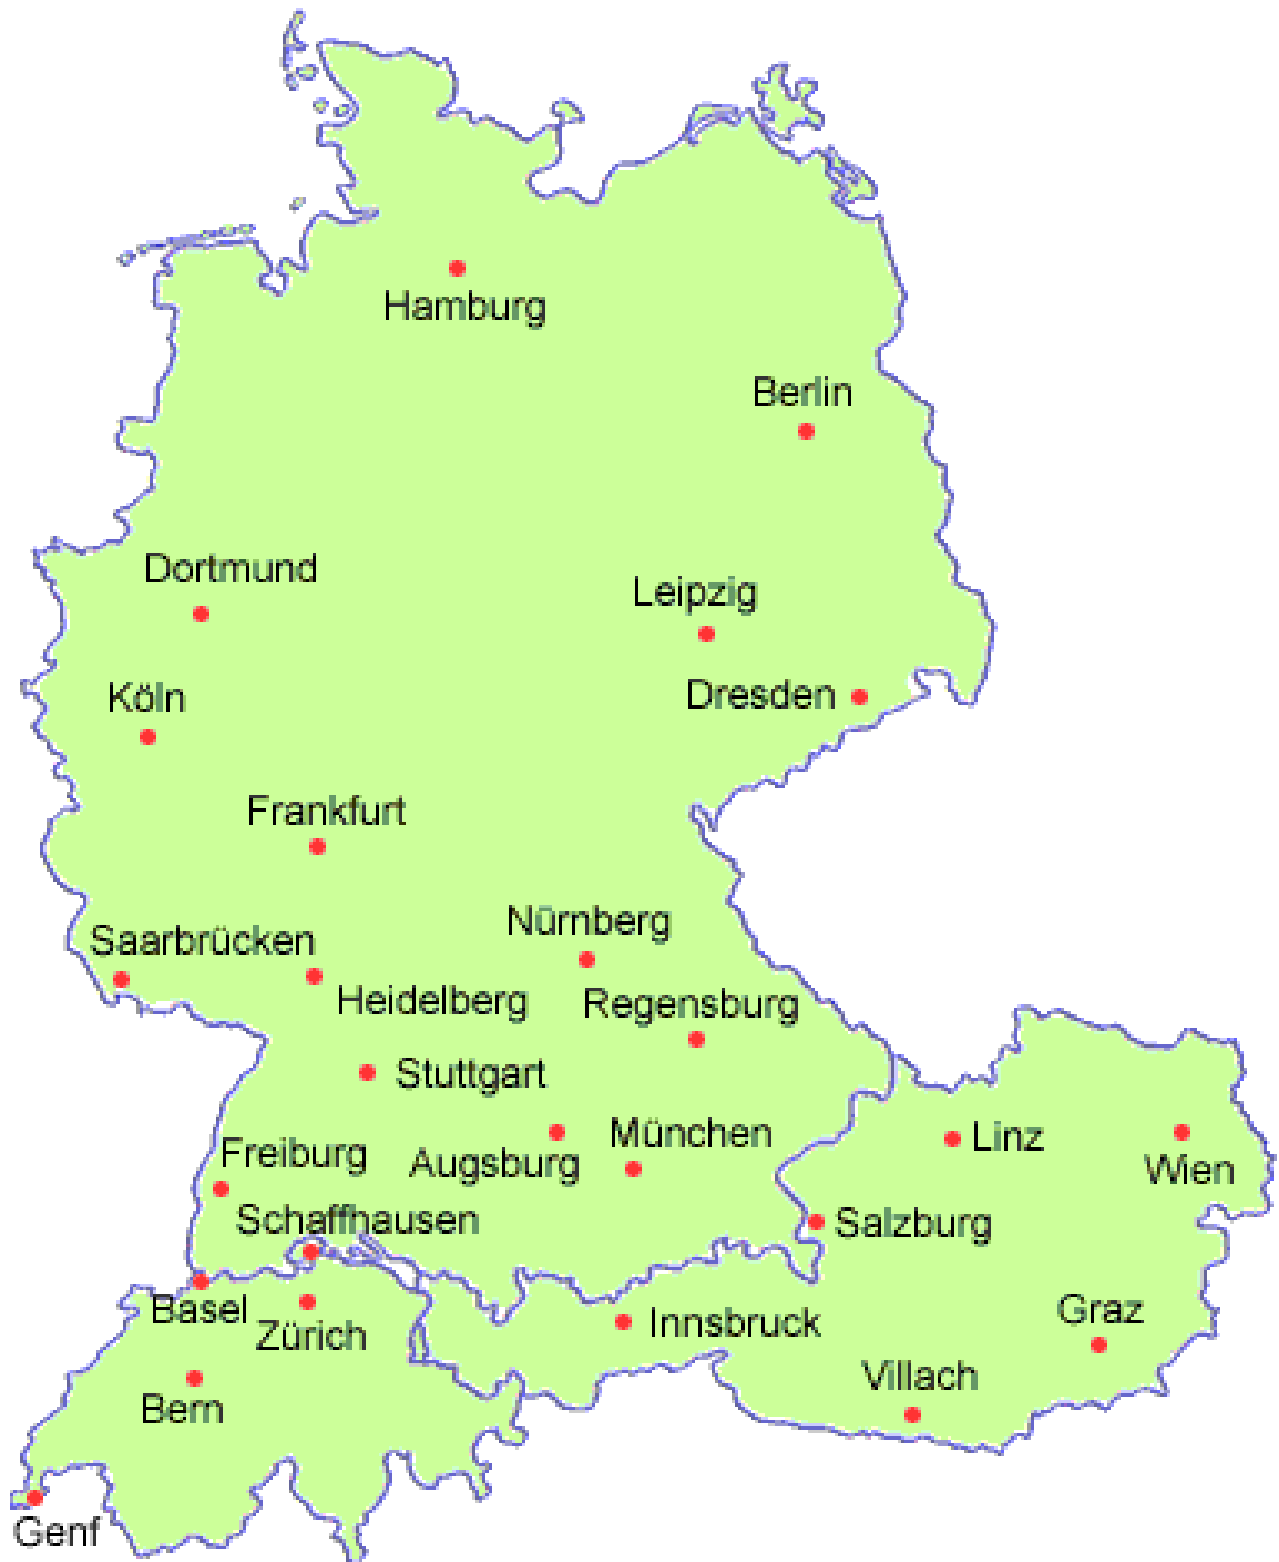 Hamburg
Berlin
Dortmund
Leipzig
Köln
Dresden
Frankfurt
Nürnberg
Saarbrücken
Heidelberg
Regensburg
Stuttgart
München
Linz
Freiburg
Augsburg
Wien
Schaffhausen
Salzburg
Basel
Zürich
Innsbruck
Graz
Villach
Bern
Genf